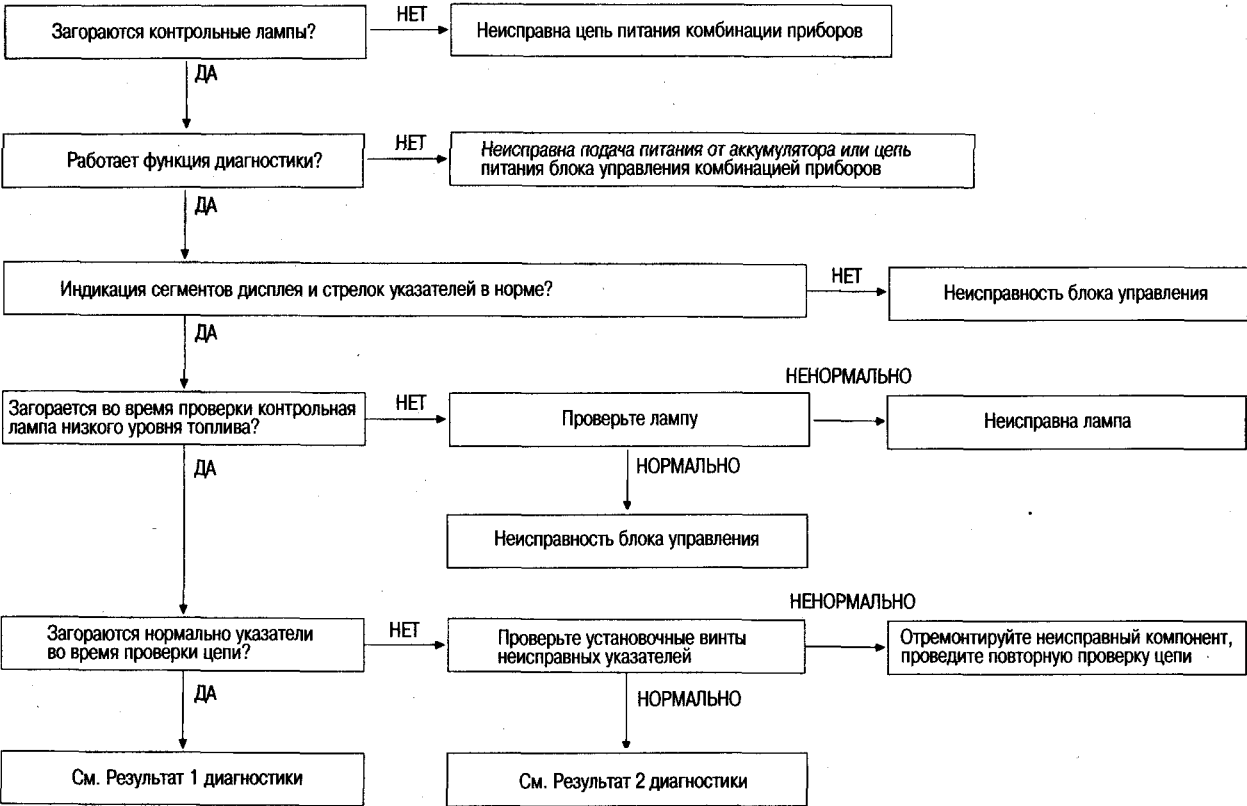 Загораются контрольные лампы?
НЕТ
Неисправна цепь питания комбинации приборов
ДА
Работает функция диагностики?
НЕТ
Неисправна подача питания от аккумулятора или цепь
питания блока управления комбинацией приборов
ДА
Индикация сегментов дисплея и стрелок указателей в норме?
НЕТ
Неисправность блока управления
ДА
Загорается во время проверки контрольная
лампа низкого уровня топлива?
НЕТ
Проверьте лампу
НЕНОРМАЛЬНО
Неисправна лампа
ДА
НОРМАЛЬНО
Неисправность блока управления
Загораются нормально указатели
во время проверки цепи?
НЕТ
Проверьте установочные винты
неисправных указателей
НЕНОРМАЛЬНО
Отремонтируйте неисправный компонент,
проведите повторную проверку цепи
ДА
НОРМАЛЬНО
См. Результат 1 диагностики
См. Результат 2 диагностики